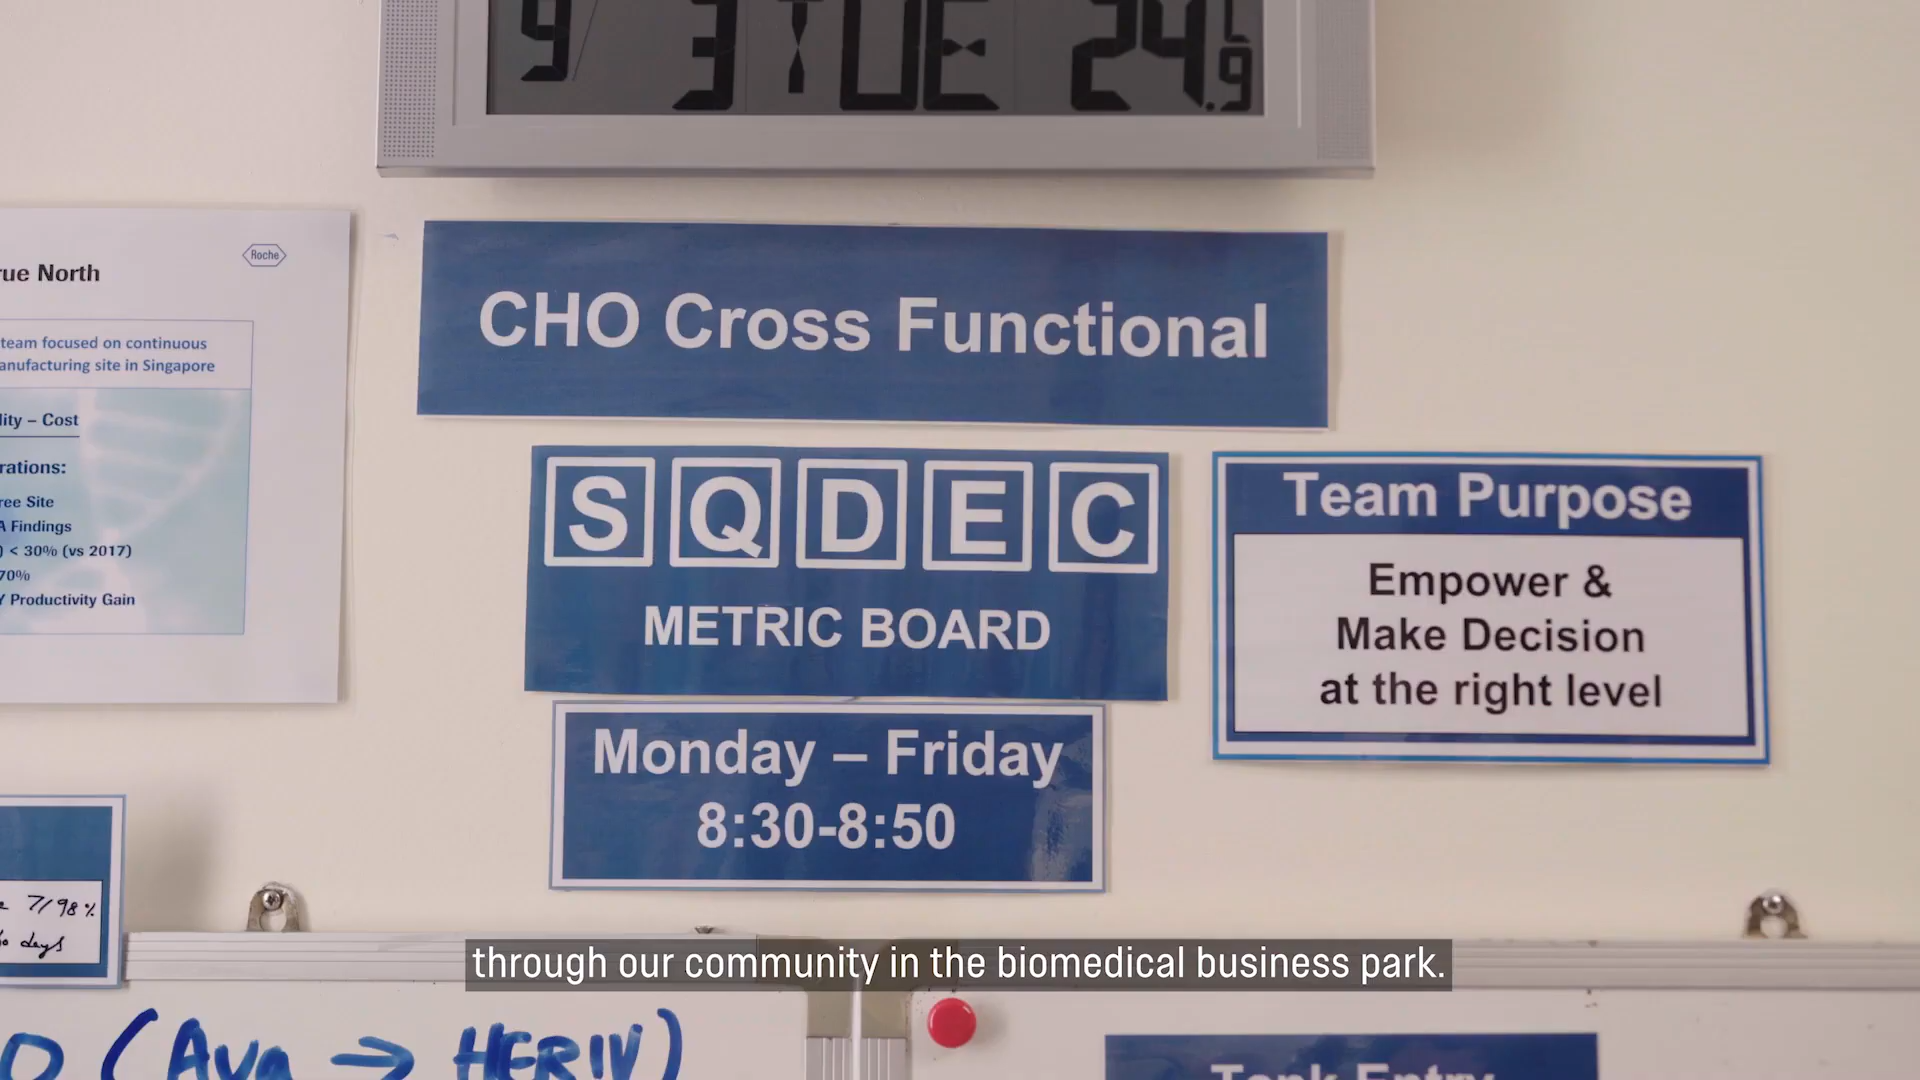 9/ 3 TUE 24.9
Roche
rue North
team focused on continuous
anufacturing site in Singapore
lity – Cost
rations:
ree Site
A Findings
) < 30% (vs 2017)
70%
Y Productivity Gain
CHO Cross Functional
S Q D E C
METRIC BOARD
Team Purpose
Empower &
Make Decision
at the right level
Monday – Friday
8:30-8:50
7/98%
days
through our community in the biomedical business park.
O (Ava → HERIV)
Tank Entry